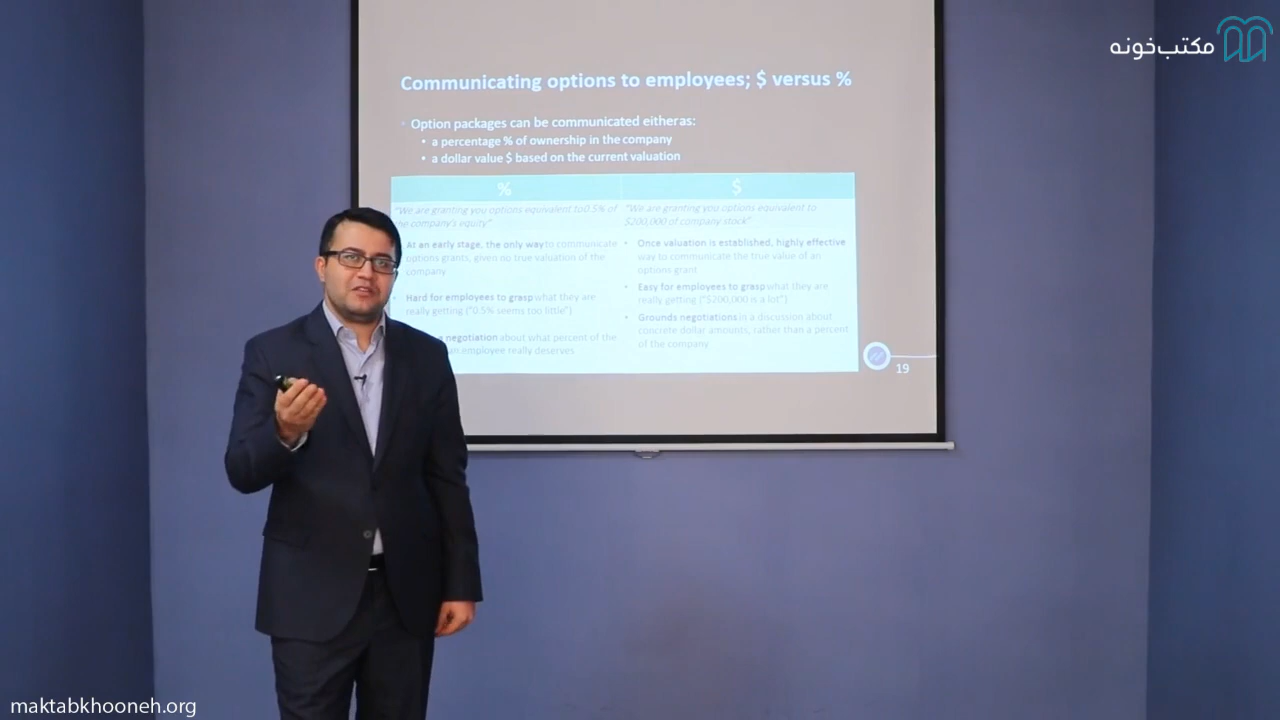 مکتب‌خونه
Communicating options to employees; $ versus %
Option packages can be communicated either as:
a percentage % of ownership in the company
a dollar value $ based on the current valuation
%
"We are granting you options equivalent to 0.5% of
the company's equity"
At an early stage, the only way to communicate
options grants, given no true valuation of the
company
Hard for employees to grasp what they are
really getting ("0.5% seems too little")
a negotiation about what percent of the
an employee really deserves
$
"We are granting you options equivalent to
$200,000 of company stock"
Once valuation is established, highly effective
way to communicate the true value of an
options grant
Easy for employees to grasp what they are
really getting ("$200,000 is a lot")
Grounds negotiations in a discussion about
concrete dollar amounts, rather than a percent
of the company
19
maktabkhooneh.org